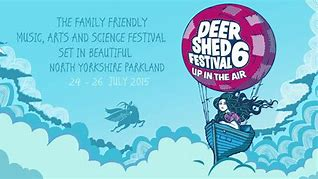 THE FAMILY FRIENDLY
MUSIC, ARTS AND SCIENCE FESTIVAL
SET IN BEAUTIFUL
NORTH YORKSHIRE PARKLAND
24 - 26 JULY 2015
DEER
SHED
FESTIVAL 6
UP IN THE AIR